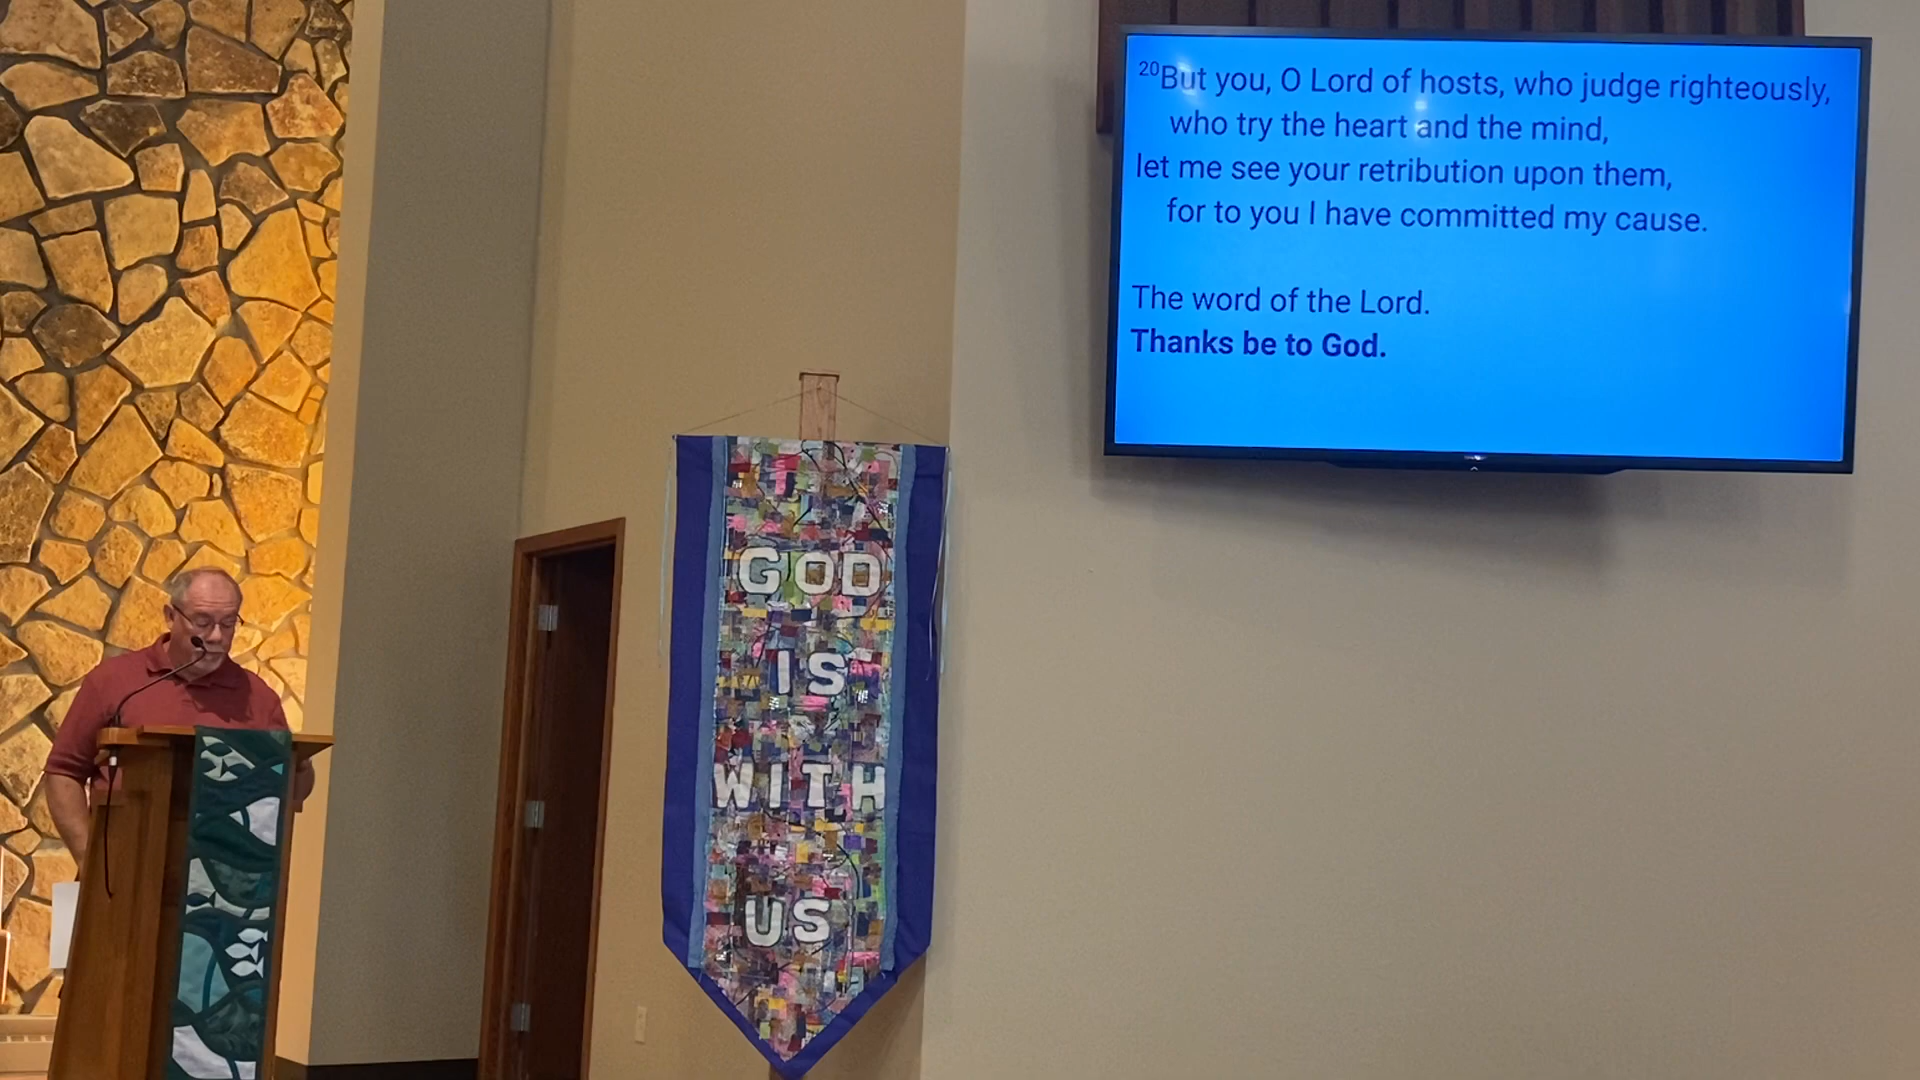 20But you, O Lord of hosts, who judge righteously,
who try the heart and the mind,
let me see your retribution upon them,
for to you I have committed my cause.
The word of the Lord.
Thanks be to God.
GOD
IS
WITH
US